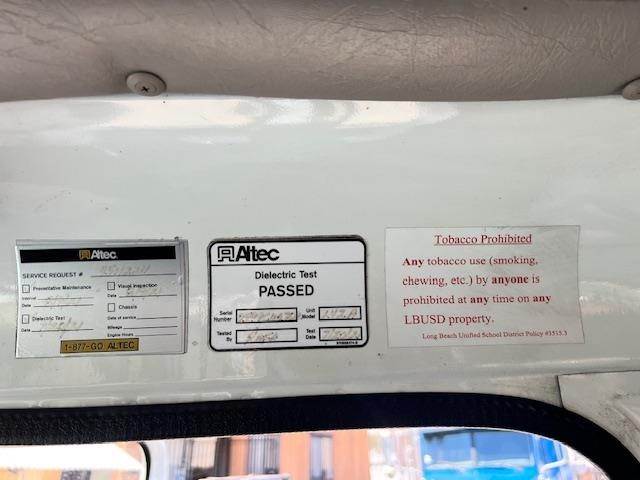 Altec.
SERVICE REQUEST #
Preventative Maintenance
Visual Inspection
Interval
Date
Date
Chassis
Dielectric Test
Date of service
Date
Mileage
Engine Hours
1-877-GO ALTEC
Altec
Dielectric Test
PASSED
Serial Number
Unit Model
Tested By
Test Date
Tobacco Prohibited
Any tobacco use (smoking,
chewing, etc.) by anyone is
prohibited at any time on any
LBUSD property.
Long Beach Unified School District Policy #3515.3